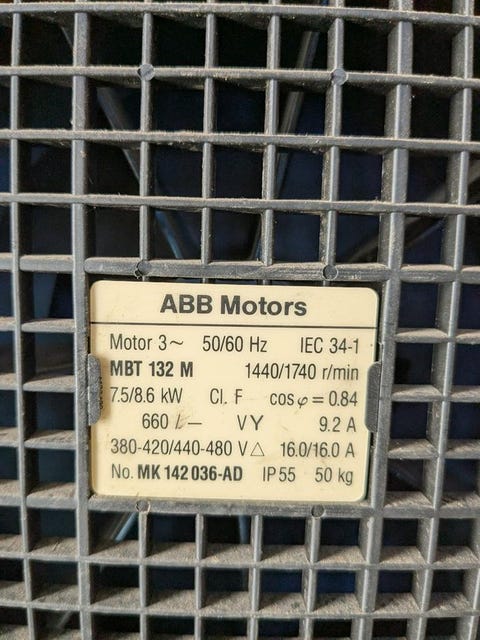 ABB Motors
Motor 3~ 50/60 Hz IEC 34-1
MBT 132 M 1440/1740 r/min
7.5/8.6 kW Cl. F cos φ = 0.84
660 – V Y 9.2 A
380-420/440-480 V △ 16.0/16.0 A
No. MK 142 036-AD IP 55 50 kg